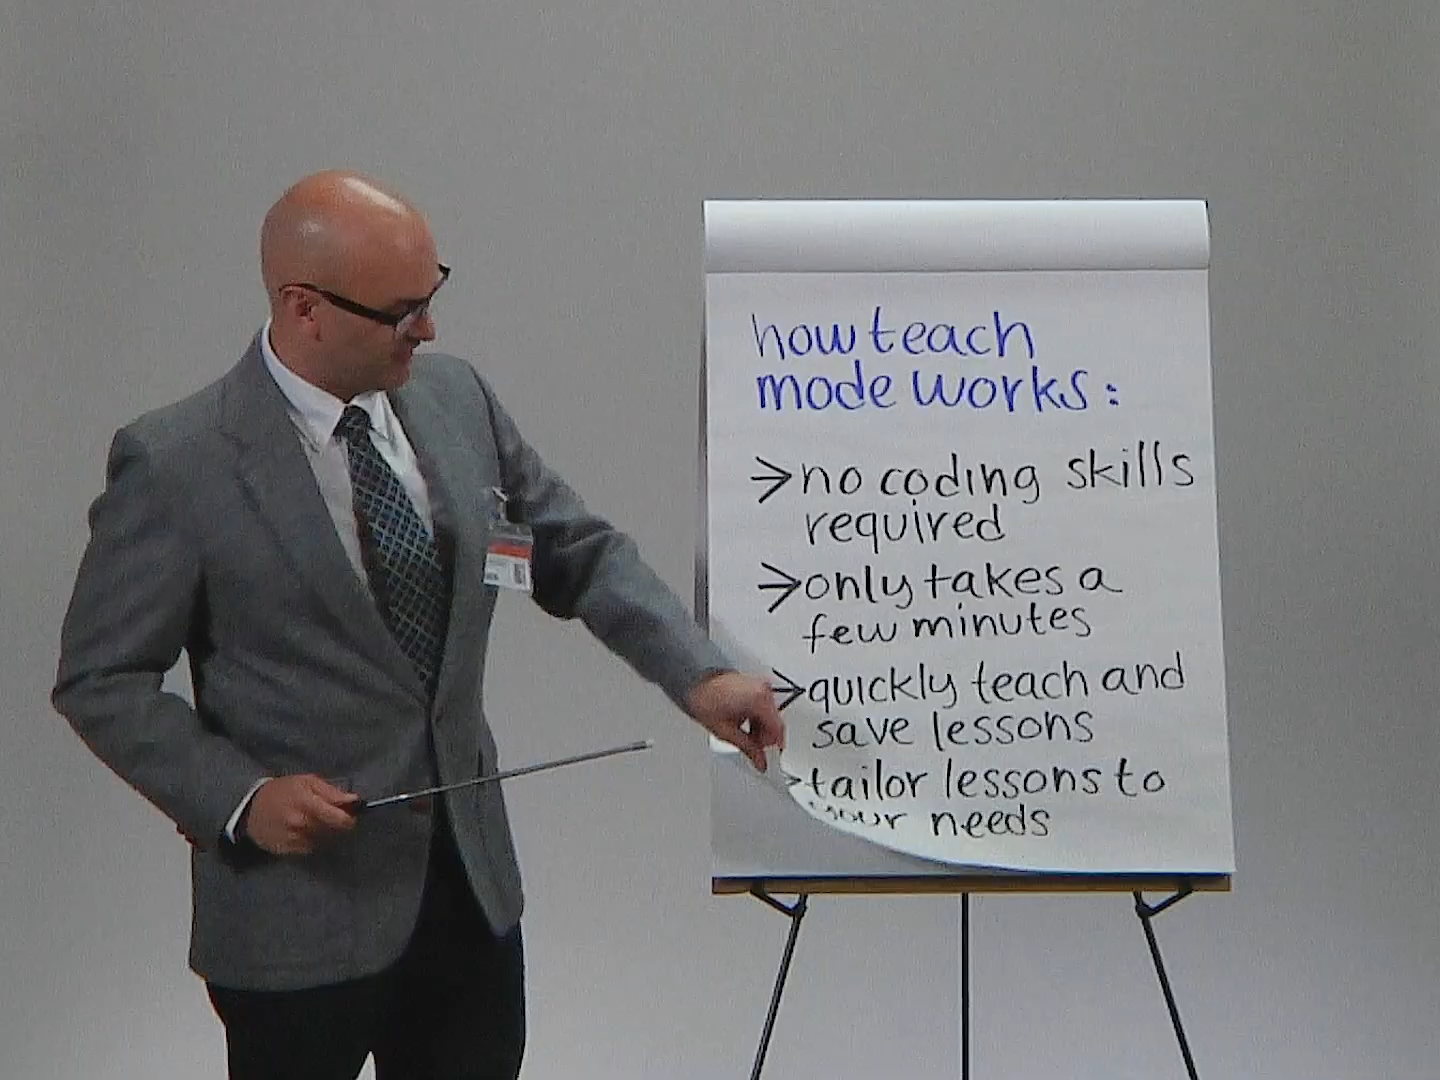 how teach
mode works:
→no coding skills
required
→only takes a
few minutes
→quickly teach and
save lessons
→tailor lessons to
your needs